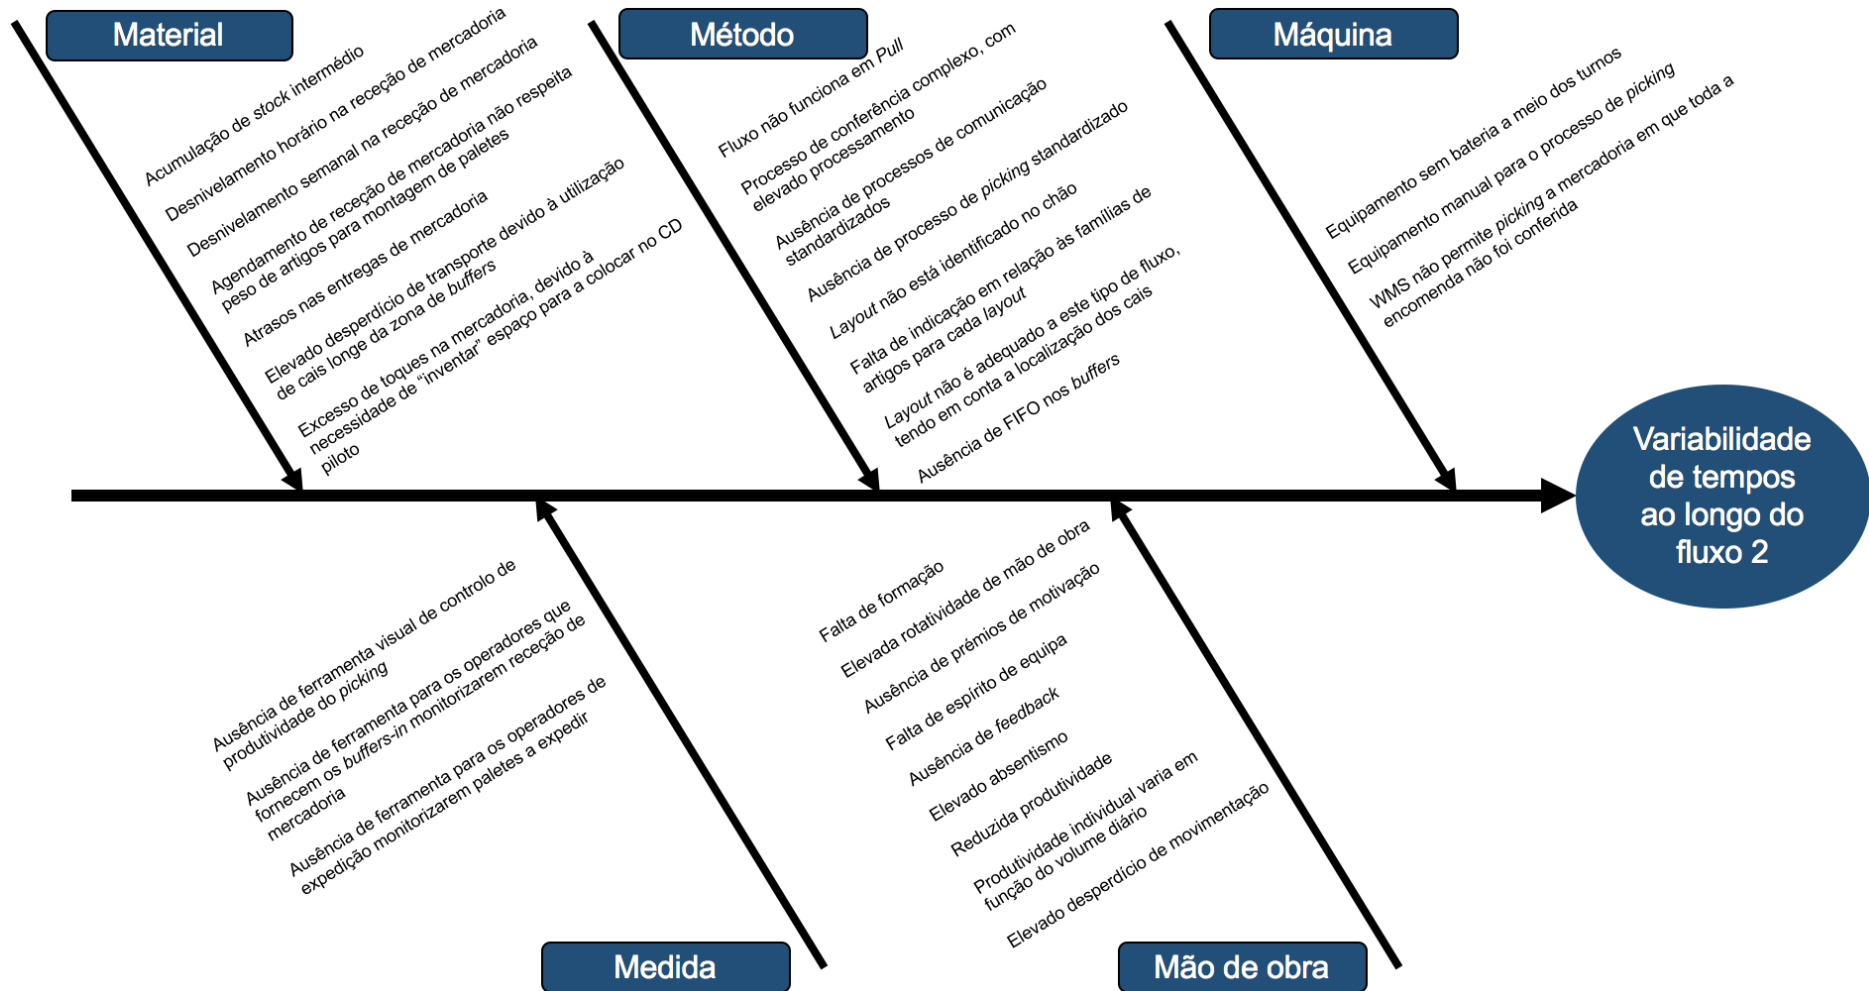 Material
Acumulação de stock intermédio
Desnivelamento horário na receção de mercadoria
Desnivelamento semanal na receção de mercadoria
Agendamento de receção de mercadoria não respeita
peso de artigos para montagem de paletes
Atrasos nas entregas de mercadoria
Elevado desperdício de transporte devido à utilização
de cais longe da zona de buffers
Excesso de toques na mercadoria, devido à
necessidade de “inventar” espaço para a colocar no CD
piloto
Método
Fluxo não funciona em Pull
Processo de conferência complexo, com
elevado processamento
Ausência de processos de comunicação
standardizados
Ausência de processo de picking standardizado
Layout não está identificado no chão
Falta de indicação em relação às famílias de
artigos para cada layout
Layout não é adequado a este tipo de fluxo,
tendo em conta a localização dos cais
Ausência de FIFO nos buffers
Máquina
Equipamento sem bateria a meio dos turnos
Equipamento manual para o processo de picking
WMS não permite picking a mercadoria em que toda a
encomenda não foi conferida
Variabilidade
de tempos
ao longo do
fluxo 2
Ausência de ferramenta visual de controlo de
produtividade do picking
Ausência de ferramenta para os operadores que
fornecem os buffers-in monitorizarem receção de
mercadoria
Ausência de ferramenta para os operadores de
expedição monitorizarem paletes a expedir
Medida
Falta de formação
Elevada rotatividade de mão de obra
Ausência de prémios de motivação
Falta de espírito de equipa
Ausência de feedback
Elevado absentismo
Reduzida produtividade
Produtividade individual varia em
função do volume diário
Elevado desperdício de movimentação
Mão de obra